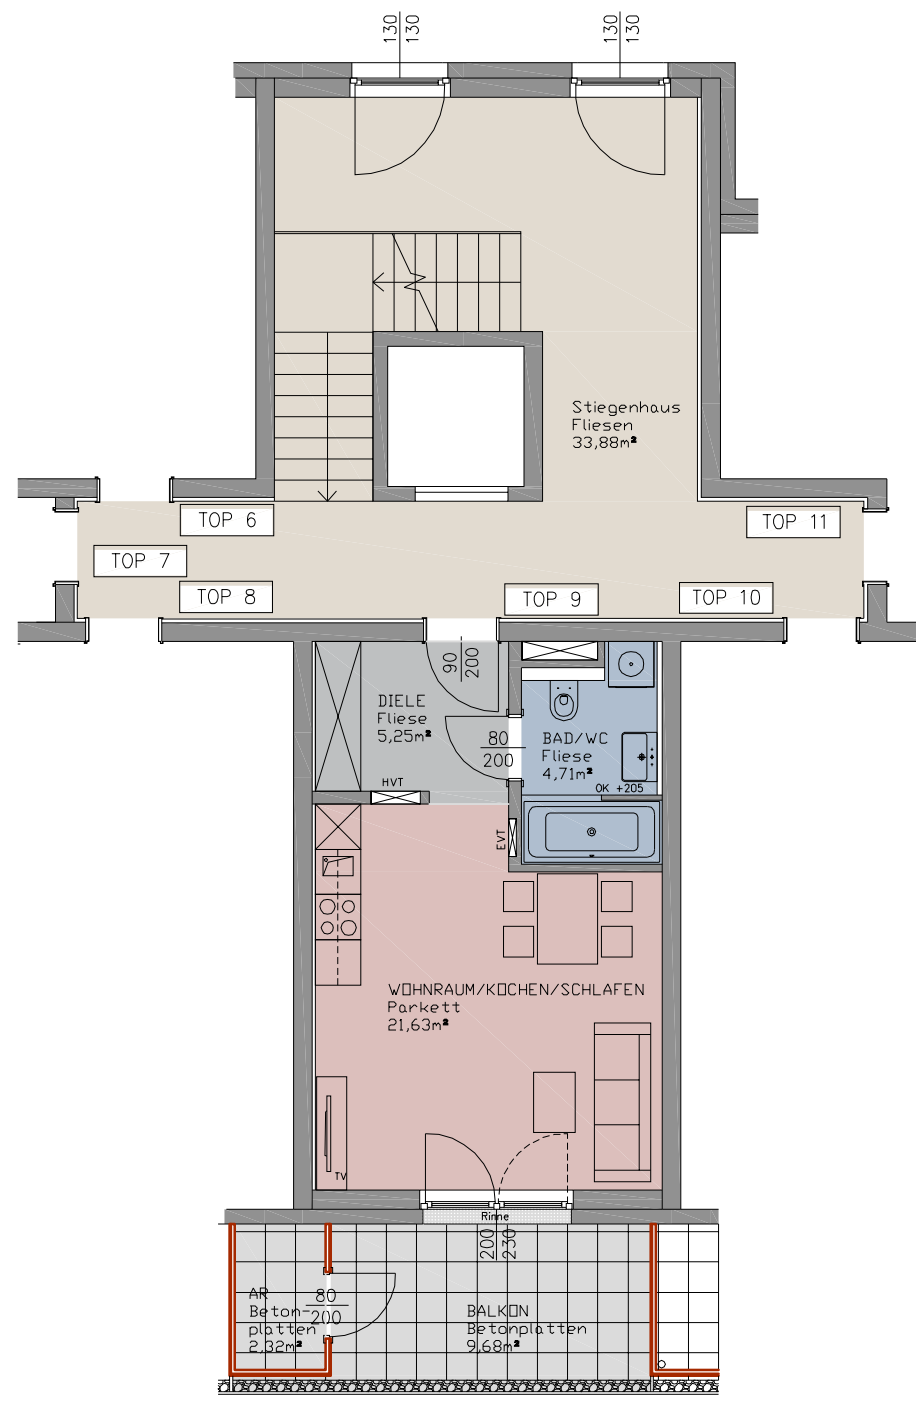 130
130
130
130
Stiegenhaus
Fliesen
33,88m²
TOP 6
TOP 11
TOP 7
TOP 8
TOP 9
TOP 10
90
200
DIELE
Fliese
5,25m²
80
200
BAD/WC
Fliese
4,71m²
HVT
OK +205
EVT
WOHNRAUM/KOCHEN/SCHLAFEN
Parkett
21,63m²
TV
Rinne
200
230
AR
Beton-
platten
2,32m²
80
200
BALKON
Betonplatten
9,68m²